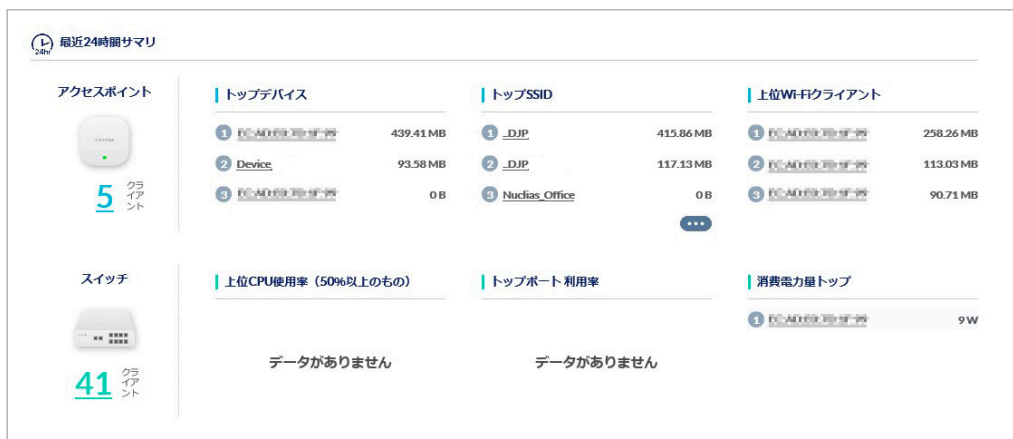 24hr 最近24時間サマリ
アクセスポイント
5 クライアント
トップデバイス
1 439.41 MB
2 Device 93.58 MB
3 0 B
トップSSID
1 _DJP 415.86 MB
2 _DJP 117.13 MB
3 Nuclias_Office 0 B
上位Wi-Fiクライアント
1 258.26 MB
2 113.03 MB
3 90.71 MB
スイッチ
41 クライアント
上位CPU使用率（50%以上のもの）
データがありません
トップポート利用率
データがありません
消費電力量トップ
1 9 W